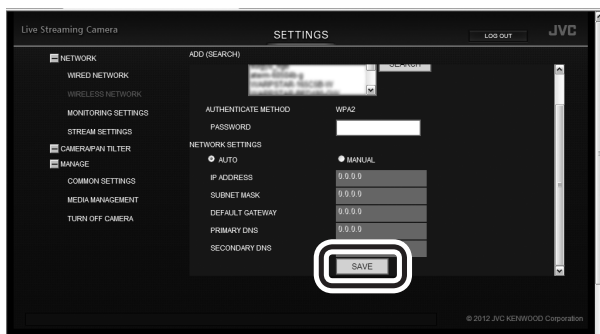 Live Streaming Camera
SETTINGS
LOG OUT
JVC
NETWORK
WIRED NETWORK
WIRELESS NETWORK
MONITORING SETTINGS
STREAM SETTINGS
CAMERA/PAN TILTER
MANAGE
COMMON SETTINGS
MEDIA MANAGEMENT
TURN OFF CAMERA
ADD (SEARCH)
SEARCH
AUTHENTICATE METHOD WPA2
PASSWORD
NETWORK SETTINGS
AUTO MANUAL
IP ADDRESS 0.0.0.0
SUBNET MASK 0.0.0.0
DEFAULT GATEWAY 0.0.0.0
PRIMARY DNS 0.0.0.0
SECONDARY DNS
SAVE
© 2012 JVC KENWOOD Corporation